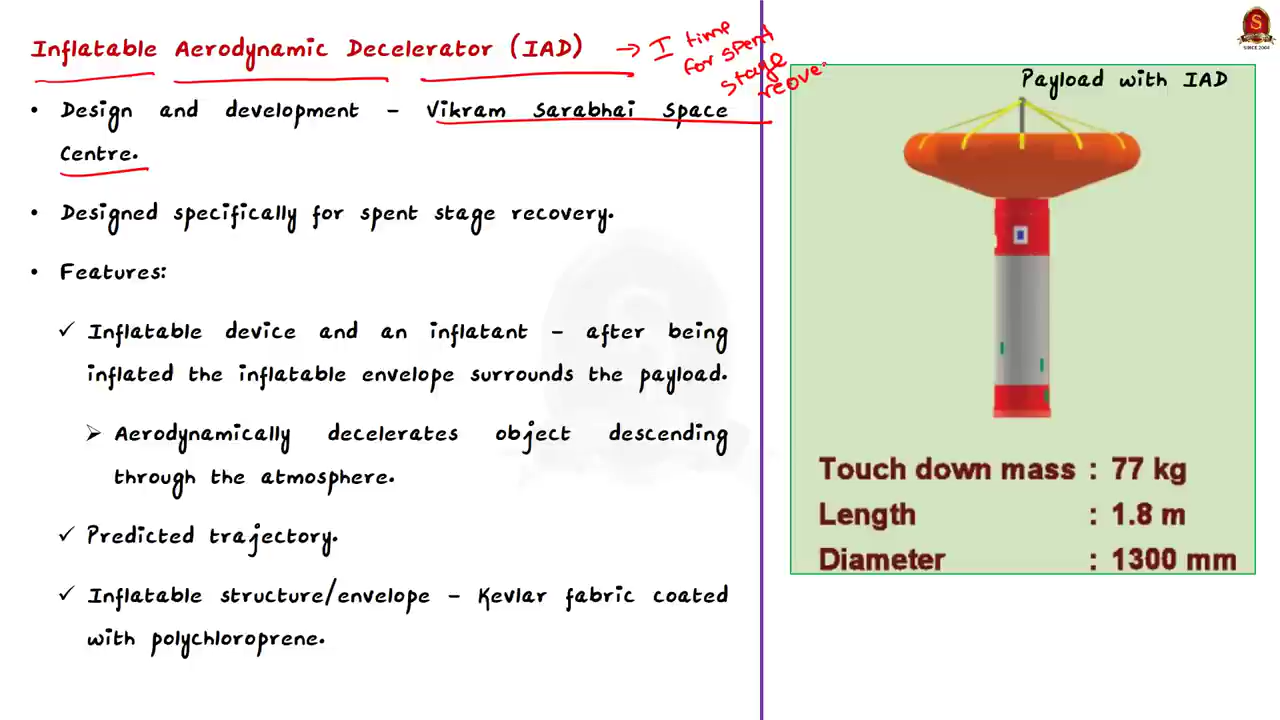 Inflatable Aerodynamic Decelerator (IAD) → I time
for spent
stage
recove
• Design and development – Vikram Sarabhai Space
Centre.
• Designed specifically for spent stage recovery.
• Features:
✓ Inflatable device and an inflatant – after being
inflated the inflatable envelope surrounds the payload.
➢ Aerodynamically decelerates object descending
through the atmosphere.
✓ Predicted trajectory.
✓ Inflatable structure/envelope – Kevlar fabric coated
with polychloroprene.
S
SINCE 2004
Payload with IAD
Touch down mass : 77 kg
Length : 1.8 m
Diameter : 1300 mm